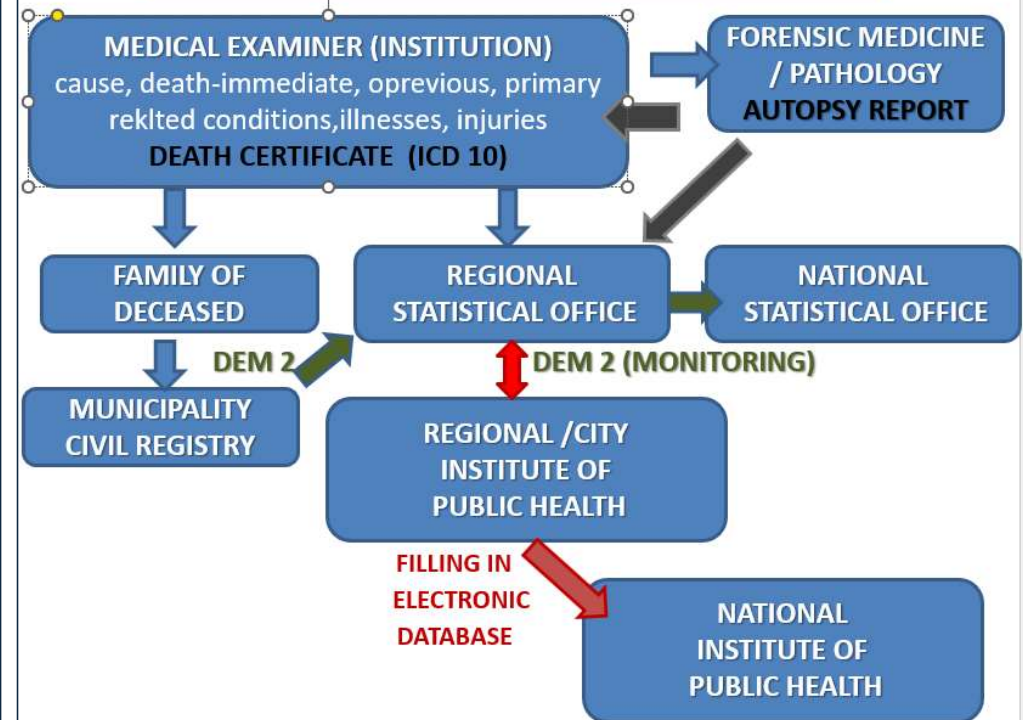 MEDICAL EXAMINER (INSTITUTION)
cause, death-immediate, oprevious, primary
reklted conditions,illnesses, injuries
DEATH CERTIFICATE (ICD 10)
FORENSIC MEDICINE
/ PATHOLOGY
AUTOPSY REPORT
FAMILY OF
DECEASED
REGIONAL
STATISTICAL OFFICE
NATIONAL
STATISTICAL OFFICE
DEM 2
DEM 2 (MONITORING)
MUNICIPALITY
CIVIL REGISTRY
REGIONAL /CITY
INSTITUTE OF
PUBLIC HEALTH
FILLING IN
ELECTRONIC
DATABASE
NATIONAL
INSTITUTE OF
PUBLIC HEALTH